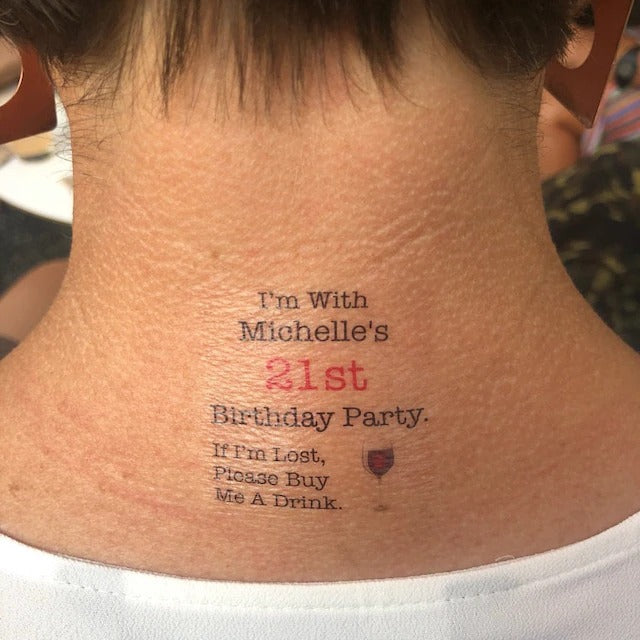 I'm With
Michelle's
21st
Birthday Party.
If I'm Lost,
Please Buy
Me A Drink.